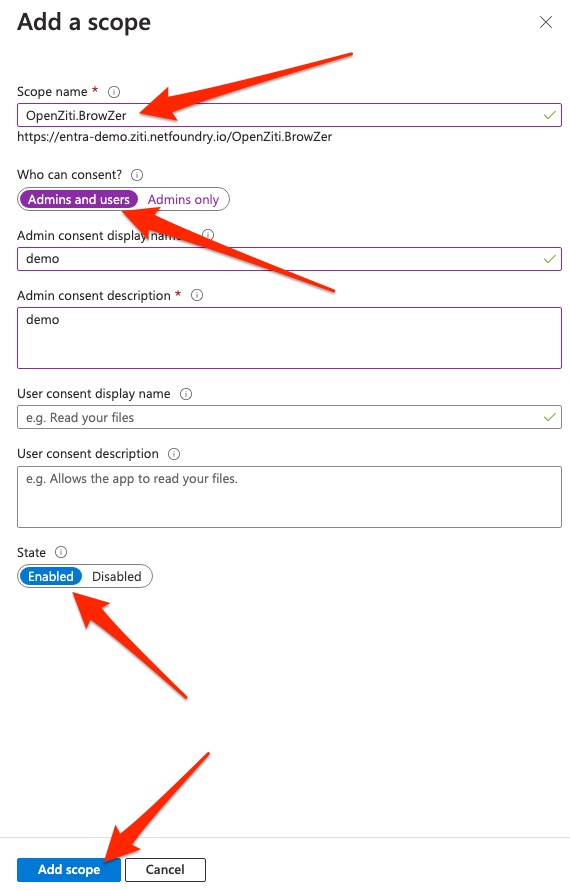 Add a scope
Scope name *
OpenZiti.BrowZer
https://entra-demo.ziti.netfoundry.io/OpenZiti.BrowZer
Who can consent?
Admins and users Admins only
Admin consent display name
demo
Admin consent description *
demo
User consent display name
e.g. Read your files
User consent description
e.g. Allows the app to read your files.
State
Enabled Disabled
Add scope Cancel